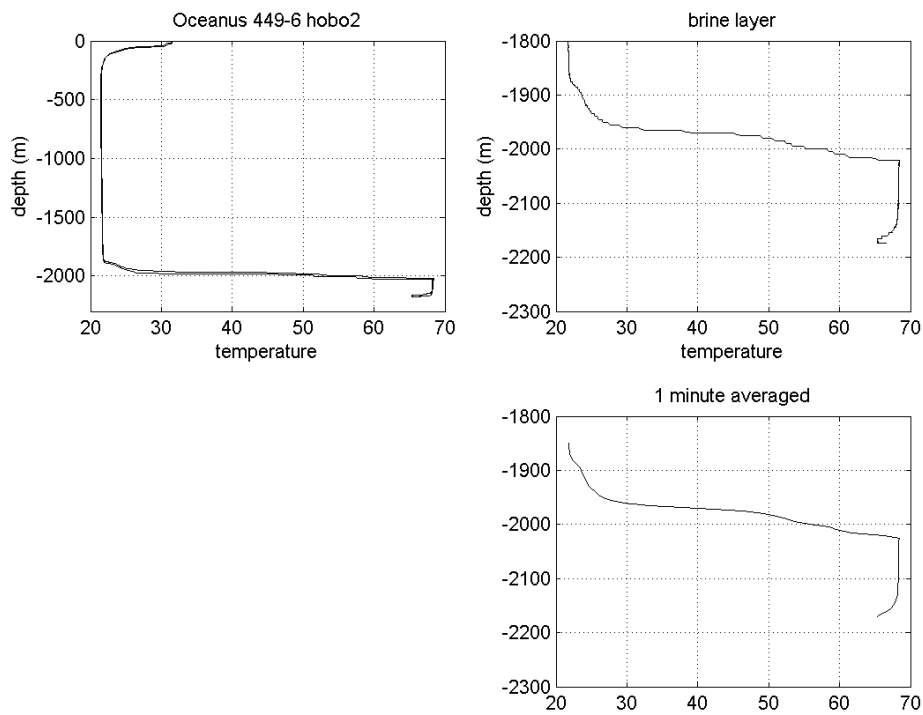 Oceanus 449-6 hobo2
0
-500
-1000
-1500
-2000
depth (m)
20 30 40 50 60 70
temperature
brine layer
-1800
-1900
-2000
-2100
-2200
-2300
depth (m)
20 30 40 50 60 70
temperature
1 minute averaged
-1800
-1900
-2000
-2100
-2200
-2300
20 30 40 50 60 70